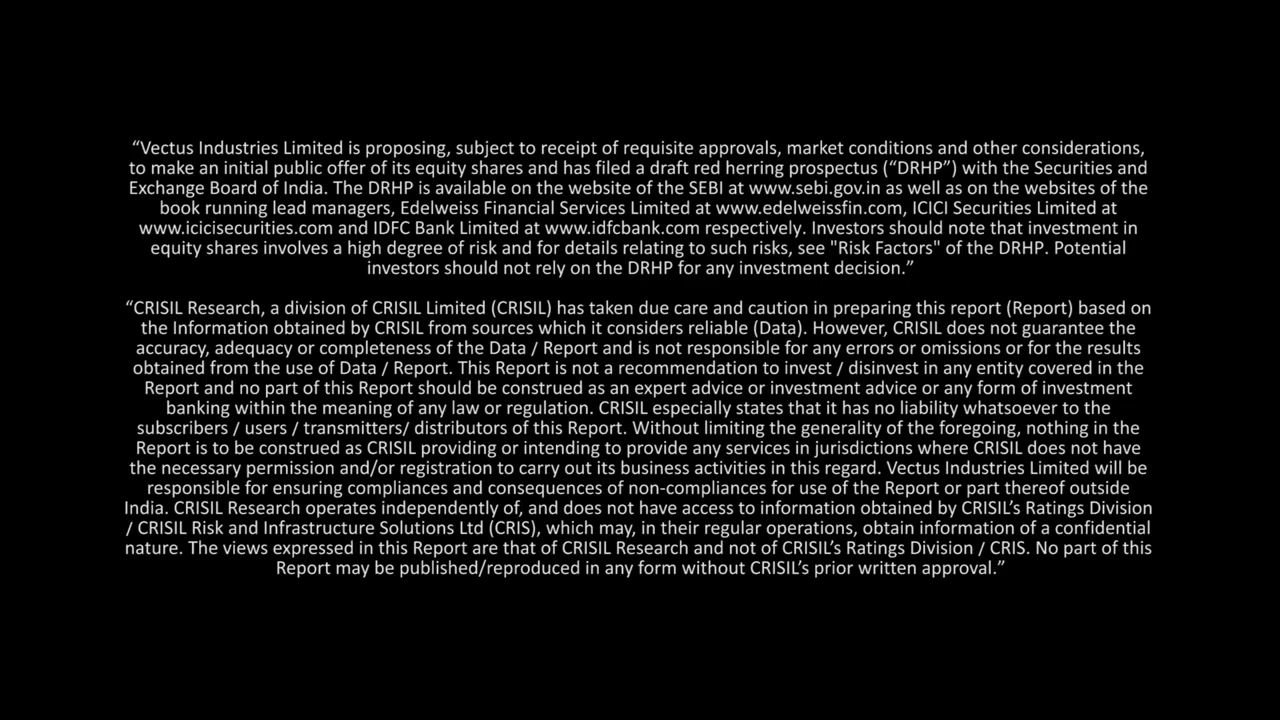 “Vectus Industries Limited is proposing, subject to receipt of requisite approvals, market conditions and other considerations,
to make an initial public offer of its equity shares and has filed a draft red herring prospectus (“DRHP”) with the Securities and
Exchange Board of India. The DRHP is available on the website of the SEBI at www.sebi.gov.in as well as on the websites of the
book running lead managers, Edelweiss Financial Services Limited at www.edelweissfin.com, ICICI Securities Limited at
www.icicisecurities.com and IDFC Bank Limited at www.idfcbank.com respectively. Investors should note that investment in
equity shares involves a high degree of risk and for details relating to such risks, see "Risk Factors" of the DRHP. Potential
investors should not rely on the DRHP for any investment decision.”
“CRISIL Research, a division of CRISIL Limited (CRISIL) has taken due care and caution in preparing this report (Report) based on
the Information obtained by CRISIL from sources which it considers reliable (Data). However, CRISIL does not guarantee the
accuracy, adequacy or completeness of the Data / Report and is not responsible for any errors or omissions or for the results
obtained from the use of Data / Report. This Report is not a recommendation to invest / disinvest in any entity covered in the
Report and no part of this Report should be construed as an expert advice or investment advice or any form of investment
banking within the meaning of any law or regulation. CRISIL especially states that it has no liability whatsoever to the
subscribers / users / transmitters/ distributors of this Report. Without limiting the generality of the foregoing, nothing in the
Report is to be construed as CRISIL providing or intending to provide any services in jurisdictions where CRISIL does not have
the necessary permission and/or registration to carry out its business activities in this regard. Vectus Industries Limited will be
responsible for ensuring compliances and consequences of non-compliances for use of the Report or part thereof outside
India. CRISIL Research operates independently of, and does not have access to information obtained by CRISIL’s Ratings Division
/ CRISIL Risk and Infrastructure Solutions Ltd (CRIS), which may, in their regular operations, obtain information of a confidential
nature. The views expressed in this Report are that of CRISIL Research and not of CRISIL’s Ratings Division / CRIS. No part of this
Report may be published/reproduced in any form without CRISIL’s prior written approval.”